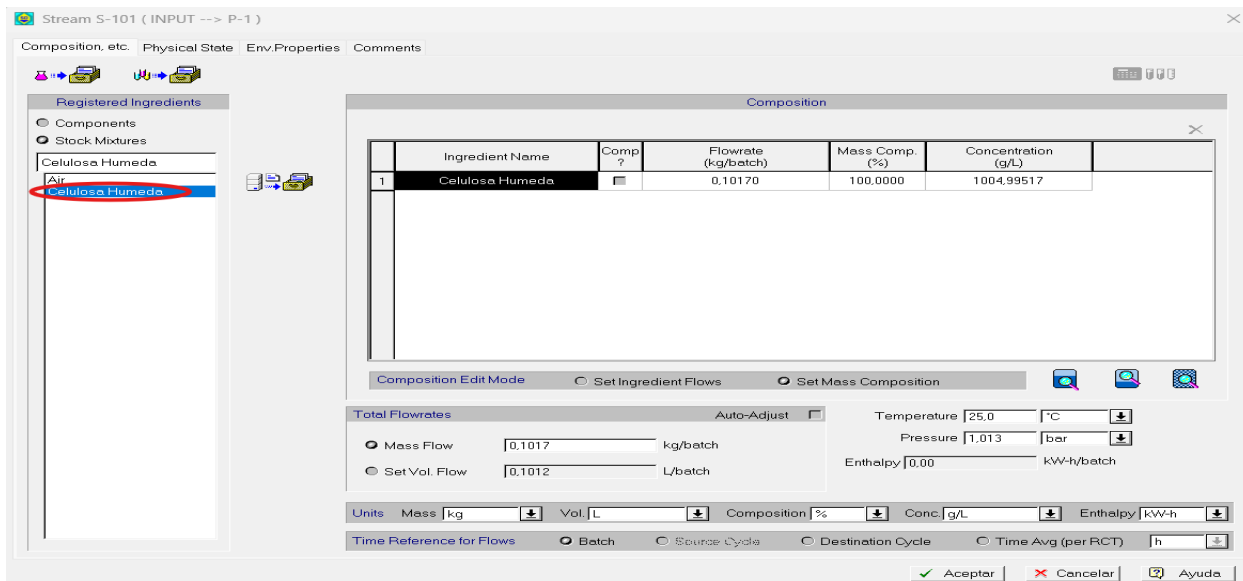 Stream S-101 ( INPUT --> P-1 )
Composition, etc. Physical State Env.Properties Comments
Registered Ingredients
Components
Stock Mixtures
Celulosa Humeda
Air
Celulosa Humeda
Composition
Ingredient Name Comp ? Flowrate (kg/batch) Mass Comp. (%) Concentration (g/L)
1 Celulosa Humeda 0,10170 100,0000 1004,99517
Composition Edit Mode Set Ingredient Flows Set Mass Composition
Total Flowrates Auto-Adjust
Mass Flow 0,1017 kg/batch
Set Vol. Flow 0,1012 L/batch
Temperature 25,0 °C
Pressure 1,013 bar
Enthalpy 0,00 kW-h/batch
Units Mass kg Vol. L Composition % Conc. g/L Enthalpy kW-h
Time Reference for Flows Batch Source Cycle Destination Cycle Time Avg (per RCT) h
Aceptar Cancelar Ayuda